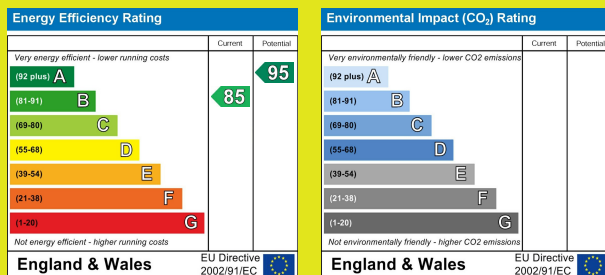 Energy Efficiency Rating
Current Potential
Very energy efficient - lower running costs
(92 plus) A
(81-91) B
(69-80) C
(55-68) D
(39-54) E
(21-38) F
(1-20) G
95
85
Not energy efficient - higher running costs
England & Wales
EU Directive
2002/91/EC
Environmental Impact (CO₂) Rating
Current Potential
Very environmentally friendly - lower CO2 emissions
(92 plus) A
(81-91) B
(69-80) C
(55-68) D
(39-54) E
(21-38) F
(1-20) G
Not environmentally friendly - higher CO2 emissions
England & Wales
EU Directive
2002/91/EC